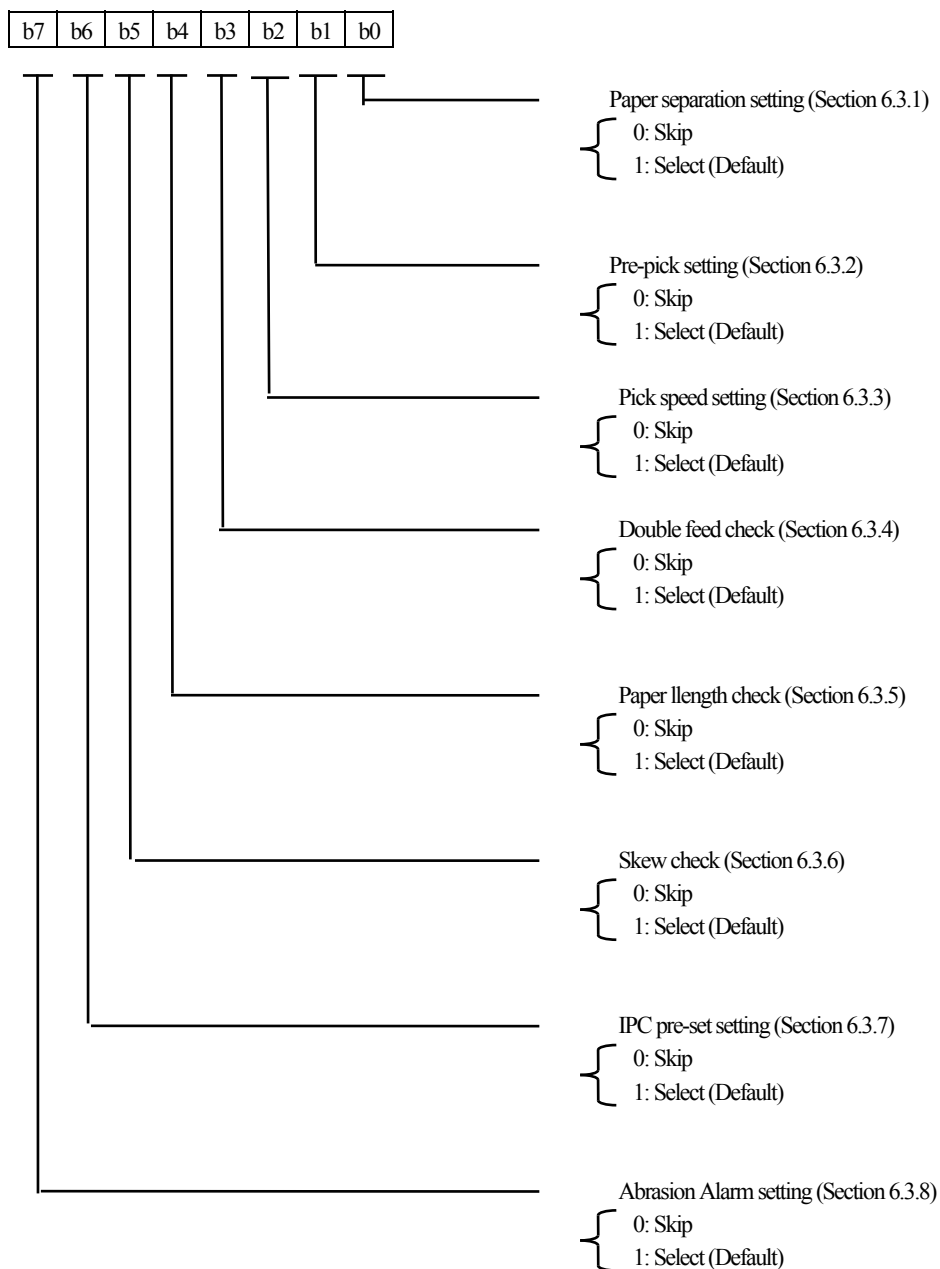 b7 b6 b5 b4 b3 b2 b1 b0
Paper separation setting (Section 6.3.1)
0: Skip
1: Select (Default)
Pre-pick setting (Section 6.3.2)
0: Skip
1: Select (Default)
Pick speed setting (Section 6.3.3)
0: Skip
1: Select (Default)
Double feed check (Section 6.3.4)
0: Skip
1: Select (Default)
Paper llength check (Section 6.3.5)
0: Skip
1: Select (Default)
Skew check (Section 6.3.6)
0: Skip
1: Select (Default)
IPC pre-set setting (Section 6.3.7)
0: Skip
1: Select (Default)
Abrasion Alarm setting (Section 6.3.8)
0: Skip
1: Select (Default)